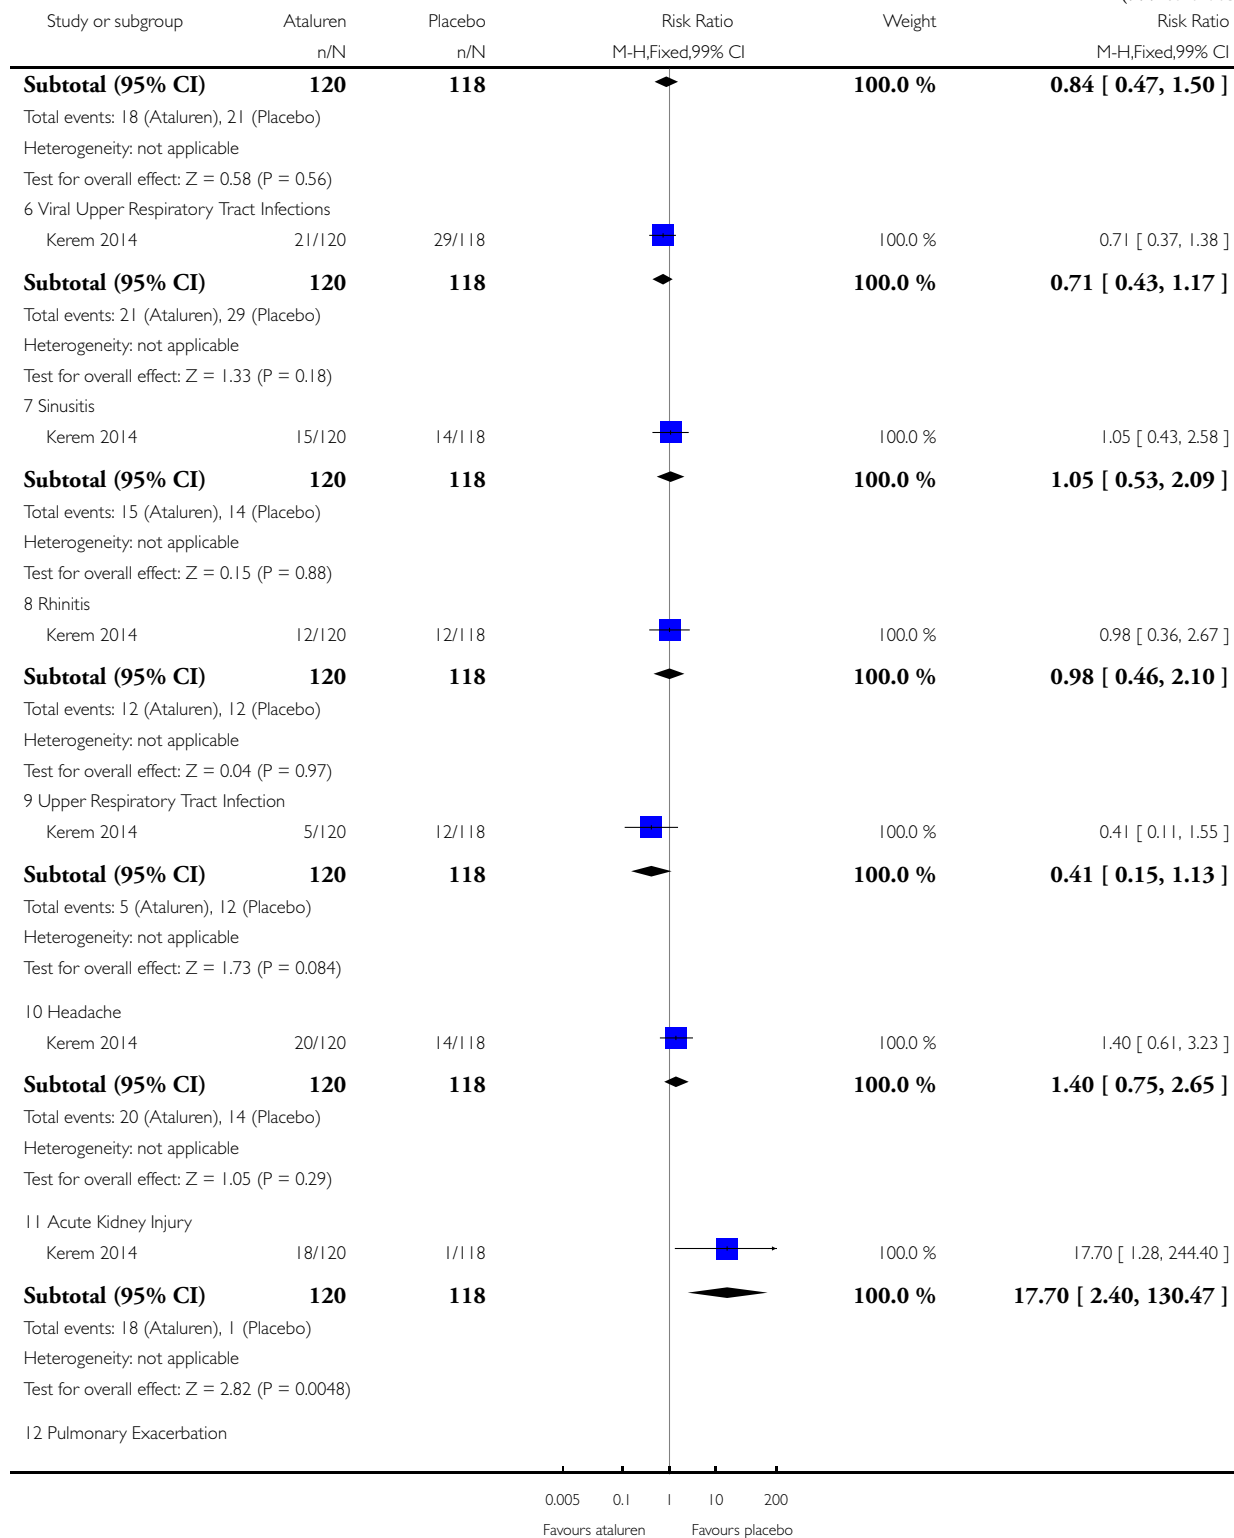 Study or subgroup Ataluren Placebo Risk Ratio Weight Risk Ratio
n/N n/N M-H,Fixed,99% CI M-H,Fixed,99% CI
Subtotal (95% CI) 120 118 100.0 % 0.84 [ 0.47, 1.50 ]
Total events: 18 (Ataluren), 21 (Placebo)
Heterogeneity: not applicable
Test for overall effect: Z = 0.58 (P = 0.56)
6 Viral Upper Respiratory Tract Infections
Kerem 2014 21/120 29/118 100.0 % 0.71 [ 0.37, 1.38 ]
Subtotal (95% CI) 120 118 100.0 % 0.71 [ 0.43, 1.17 ]
Total events: 21 (Ataluren), 29 (Placebo)
Heterogeneity: not applicable
Test for overall effect: Z = 1.33 (P = 0.18)
7 Sinusitis
Kerem 2014 15/120 14/118 100.0 % 1.05 [ 0.43, 2.58 ]
Subtotal (95% CI) 120 118 100.0 % 1.05 [ 0.53, 2.09 ]
Total events: 15 (Ataluren), 14 (Placebo)
Heterogeneity: not applicable
Test for overall effect: Z = 0.15 (P = 0.88)
8 Rhinitis
Kerem 2014 12/120 12/118 100.0 % 0.98 [ 0.36, 2.67 ]
Subtotal (95% CI) 120 118 100.0 % 0.98 [ 0.46, 2.10 ]
Total events: 12 (Ataluren), 12 (Placebo)
Heterogeneity: not applicable
Test for overall effect: Z = 0.04 (P = 0.97)
9 Upper Respiratory Tract Infection
Kerem 2014 5/120 12/118 100.0 % 0.41 [ 0.11, 1.55 ]
Subtotal (95% CI) 120 118 100.0 % 0.41 [ 0.15, 1.13 ]
Total events: 5 (Ataluren), 12 (Placebo)
Heterogeneity: not applicable
Test for overall effect: Z = 1.73 (P = 0.084)
10 Headache
Kerem 2014 20/120 14/118 100.0 % 1.40 [ 0.61, 3.23 ]
Subtotal (95% CI) 120 118 100.0 % 1.40 [ 0.75, 2.65 ]
Total events: 20 (Ataluren), 14 (Placebo)
Heterogeneity: not applicable
Test for overall effect: Z = 1.05 (P = 0.29)
11 Acute Kidney Injury
Kerem 2014 18/120 1/118 100.0 % 17.70 [ 1.28, 244.40 ]
Subtotal (95% CI) 120 118 100.0 % 17.70 [ 2.40, 130.47 ]
Total events: 18 (Ataluren), 1 (Placebo)
Heterogeneity: not applicable
Test for overall effect: Z = 2.82 (P = 0.0048)
12 Pulmonary Exacerbation
0.005 0.1 1 10 200
Favours ataluren Favours placebo